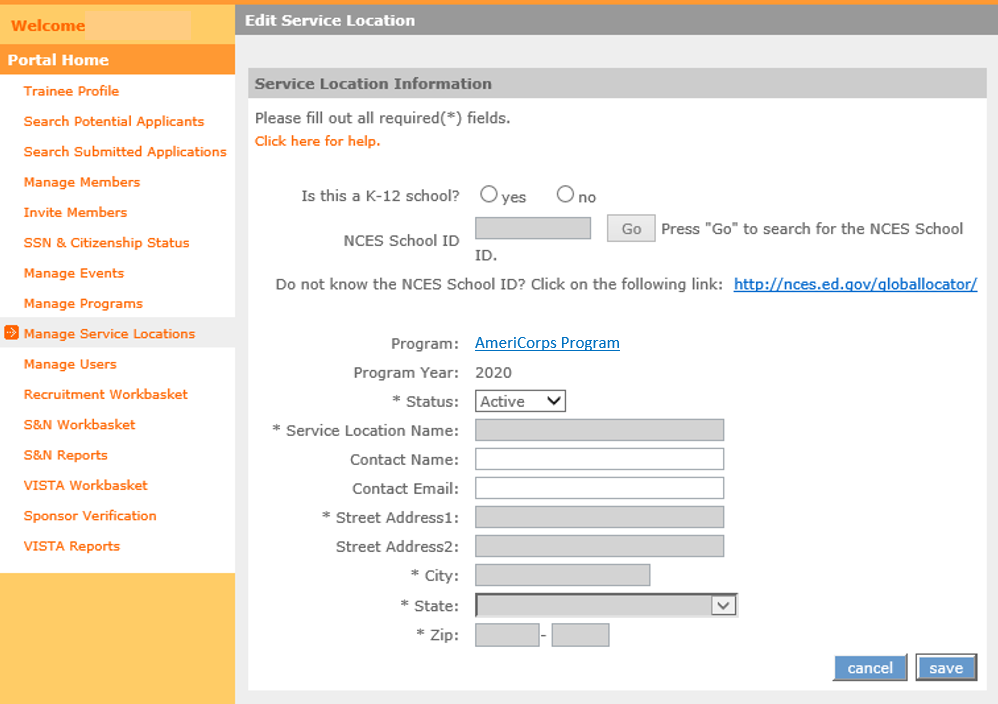 Welcome
Portal Home
Trainee Profile
Search Potential Applicants
Search Submitted Applications
Manage Members
Invite Members
SSN & Citizenship Status
Manage Events
Manage Programs
Manage Service Locations
Manage Users
Recruitment Workbasket
S&N Workbasket
S&N Reports
VISTA Workbasket
Sponsor Verification
VISTA Reports
Edit Service Location
Service Location Information
Please fill out all required(*) fields.
Click here for help.
Is this a K-12 school? yes no
NCES School ID Go Press "Go" to search for the NCES School
ID.
Do not know the NCES School ID? Click on the following link: http://nces.ed.gov/globallocator/
Program: AmeriCorps Program
Program Year: 2020
* Status: Active
* Service Location Name:
Contact Name:
Contact Email:
* Street Address1:
Street Address2:
* City:
* State:
* Zip: -
cancel save